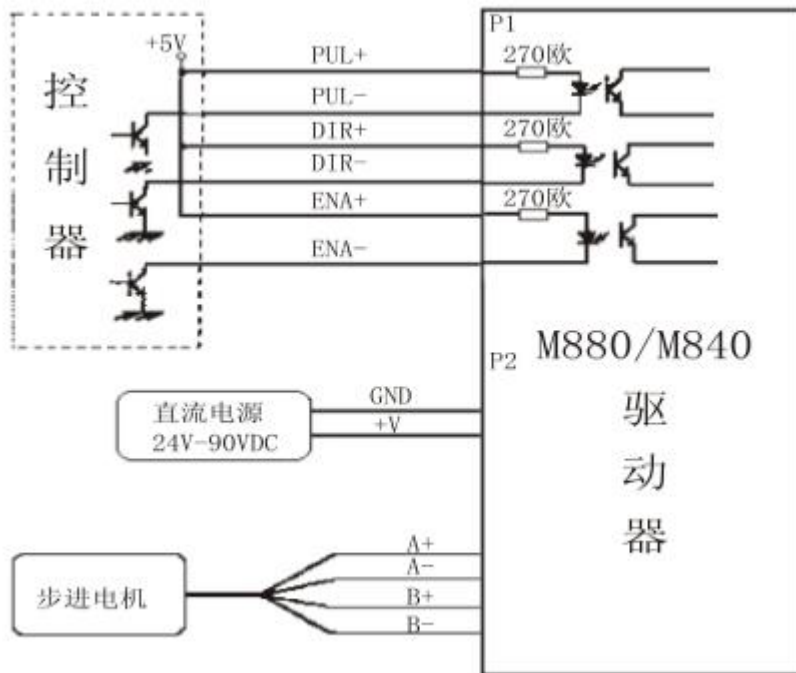 P1
+5V
270欧
PUL+
PUL-
控制器
DIR+
270欧
DIR-
ENA+
270欧
ENA-
M880/M840
P2
驱动器
GND
直流电源
+V
24V-90VDC
A+
A-
步进电机
B+
B-